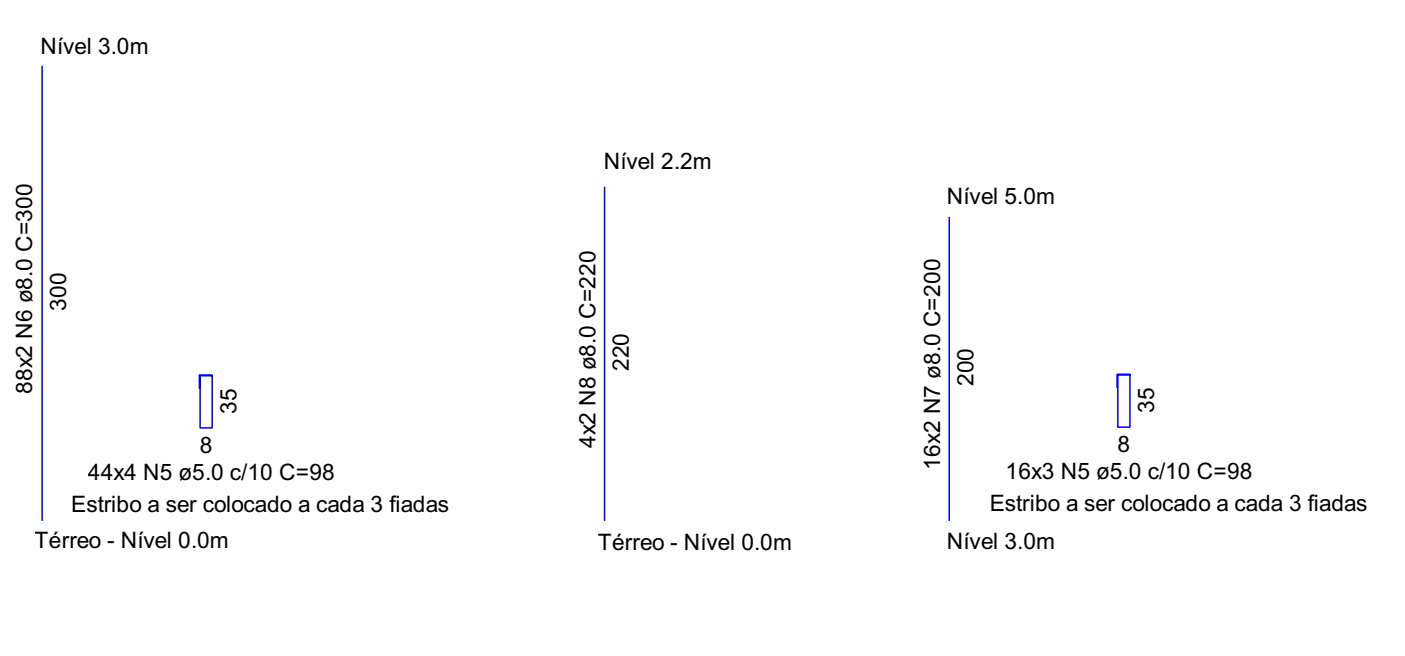 Nível 3.0m
88x2 N6 ø8.0 C=300
300
35
8
44x4 N5 ø5.0 c/10 C=98
Estribo a ser colocado a cada 3 fiadas
Térreo - Nível 0.0m
Nível 2.2m
4x2 N8 ø8.0 C=220
220
Térreo - Nível 0.0m
Nível 5.0m
16x2 N7 ø8.0 C=200
200
35
8
16x3 N5 ø5.0 c/10 C=98
Estribo a ser colocado a cada 3 fiadas
Nível 3.0m